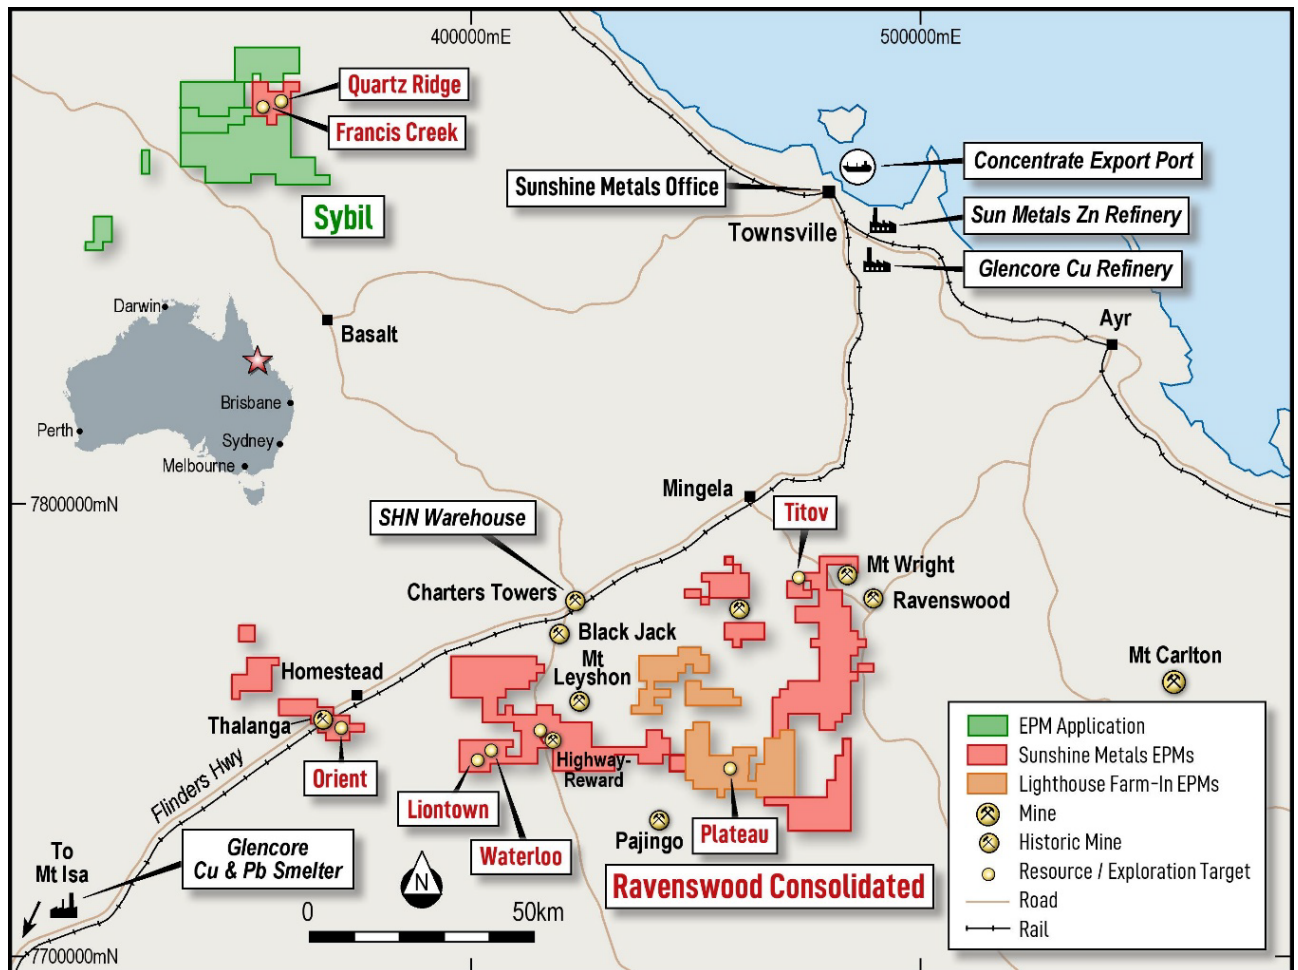 400000mE
500000mE
Quartz Ridge
Francis Creek
Sybil
Sunshine Metals Office
Concentrate Export Port
Sun Metals Zn Refinery
Townsville
Glencore Cu Refinery
Ayr
Basalt
Darwin
Brisbane
Perth
Sydney
Melbourne
7800000mN
Mingela
SHN Warehouse
Titov
Mt Wright
Charters Towers
Ravenswood
Black Jack
Mt
Leyshon
Mt Carlton
Homestead
Thalanga
Orient
Flinders Hwy
Highway-
Reward
Liontown
Waterloo
Pajingo
Plateau
Ravenswood Consolidated
To
Mt Isa
Glencore
Cu & Pb Smelter
N
0
50km
7700000mN
EPM Application
Sunshine Metals EPMs
Lighthouse Farm-In EPMs
Mine
Historic Mine
Resource / Exploration Target
Road
Rail